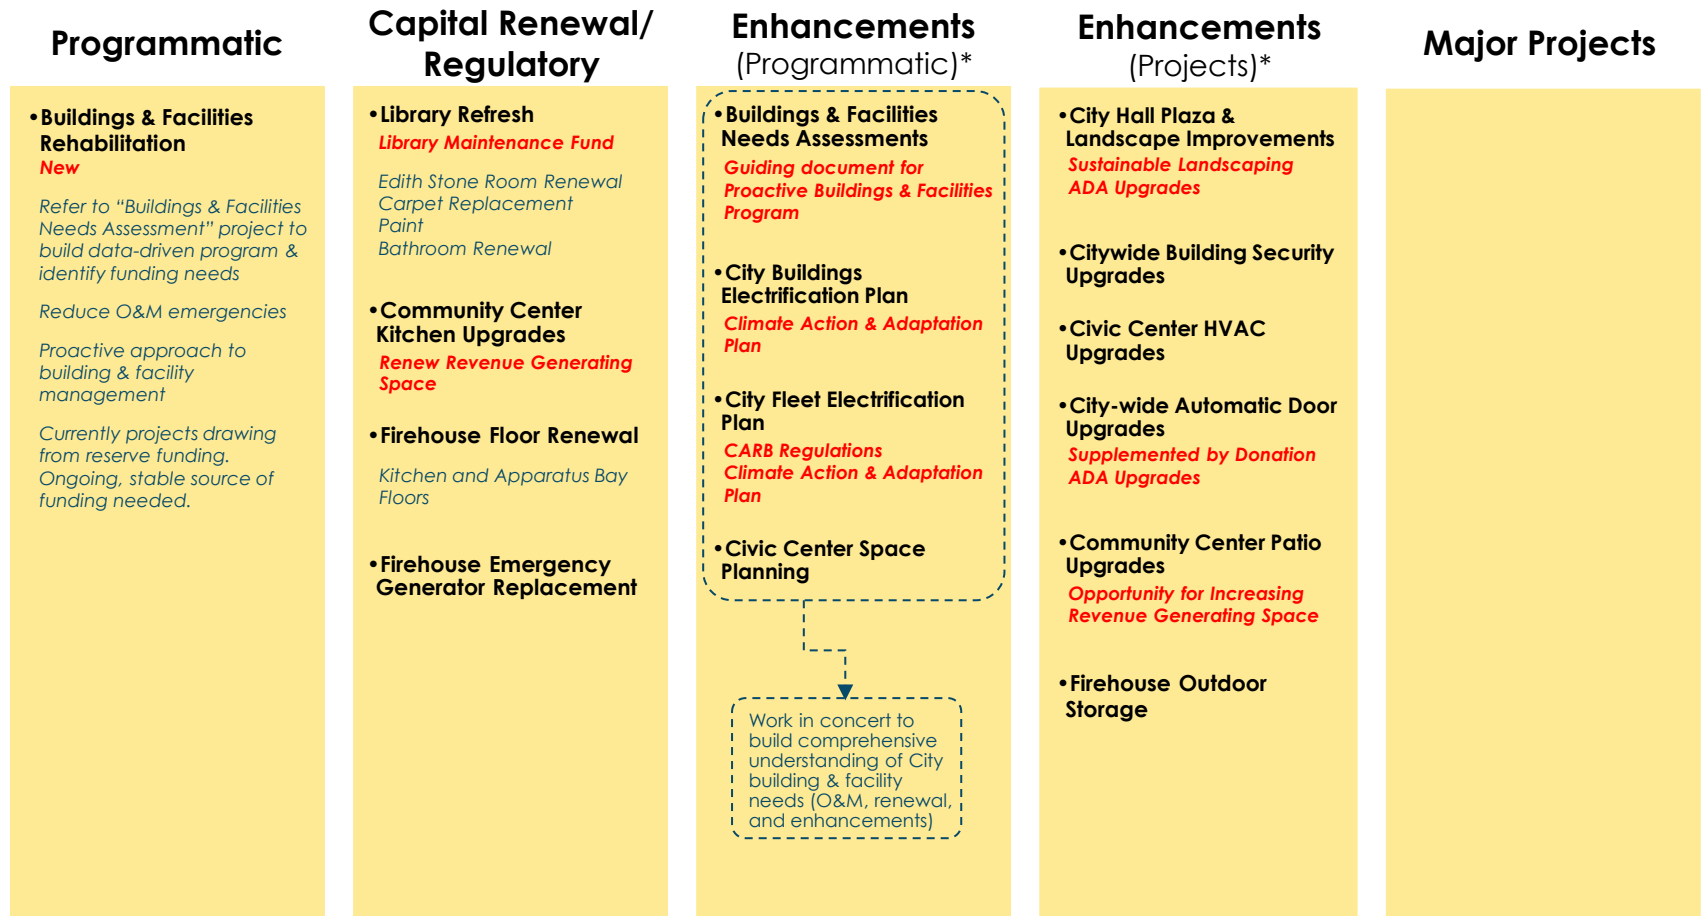 Programmatic
•Buildings & Facilities
Rehabilitation
New
Refer to “Buildings & Facilities
Needs Assessment” project to
build data-driven program &
identify funding needs
Reduce O&M emergencies
Proactive approach to
building & facility
management
Currently projects drawing
from reserve funding.
Ongoing, stable source of
funding needed.
Capital Renewal/
Regulatory
•Library Refresh
Library Maintenance Fund
Edith Stone Room Renewal
Carpet Replacement
Paint
Bathroom Renewal
•Community Center
Kitchen Upgrades
Renew Revenue Generating
Space
•Firehouse Floor Renewal
Kitchen and Apparatus Bay
Floors
•Firehouse Emergency
Generator Replacement
Enhancements
(Programmatic)*
•Buildings & Facilities
Needs Assessments
Guiding document for
Proactive Buildings & Facilities
Program
•City Buildings
Electrification Plan
Climate Action & Adaptation
Plan
•City Fleet Electrification
Plan
CARB Regulations
Climate Action & Adaptation
Plan
•Civic Center Space
Planning
Work in concert to
build comprehensive
understanding of City
building & facility
needs (O&M, renewal,
and enhancements)
Enhancements
(Projects)*
•City Hall Plaza &
Landscape Improvements
Sustainable Landscaping
ADA Upgrades
•Citywide Building Security
Upgrades
•Civic Center HVAC
Upgrades
•City-wide Automatic Door
Upgrades
Supplemented by Donation
ADA Upgrades
•Community Center Patio
Upgrades
Opportunity for Increasing
Revenue Generating Space
•Firehouse Outdoor
Storage
Major Projects